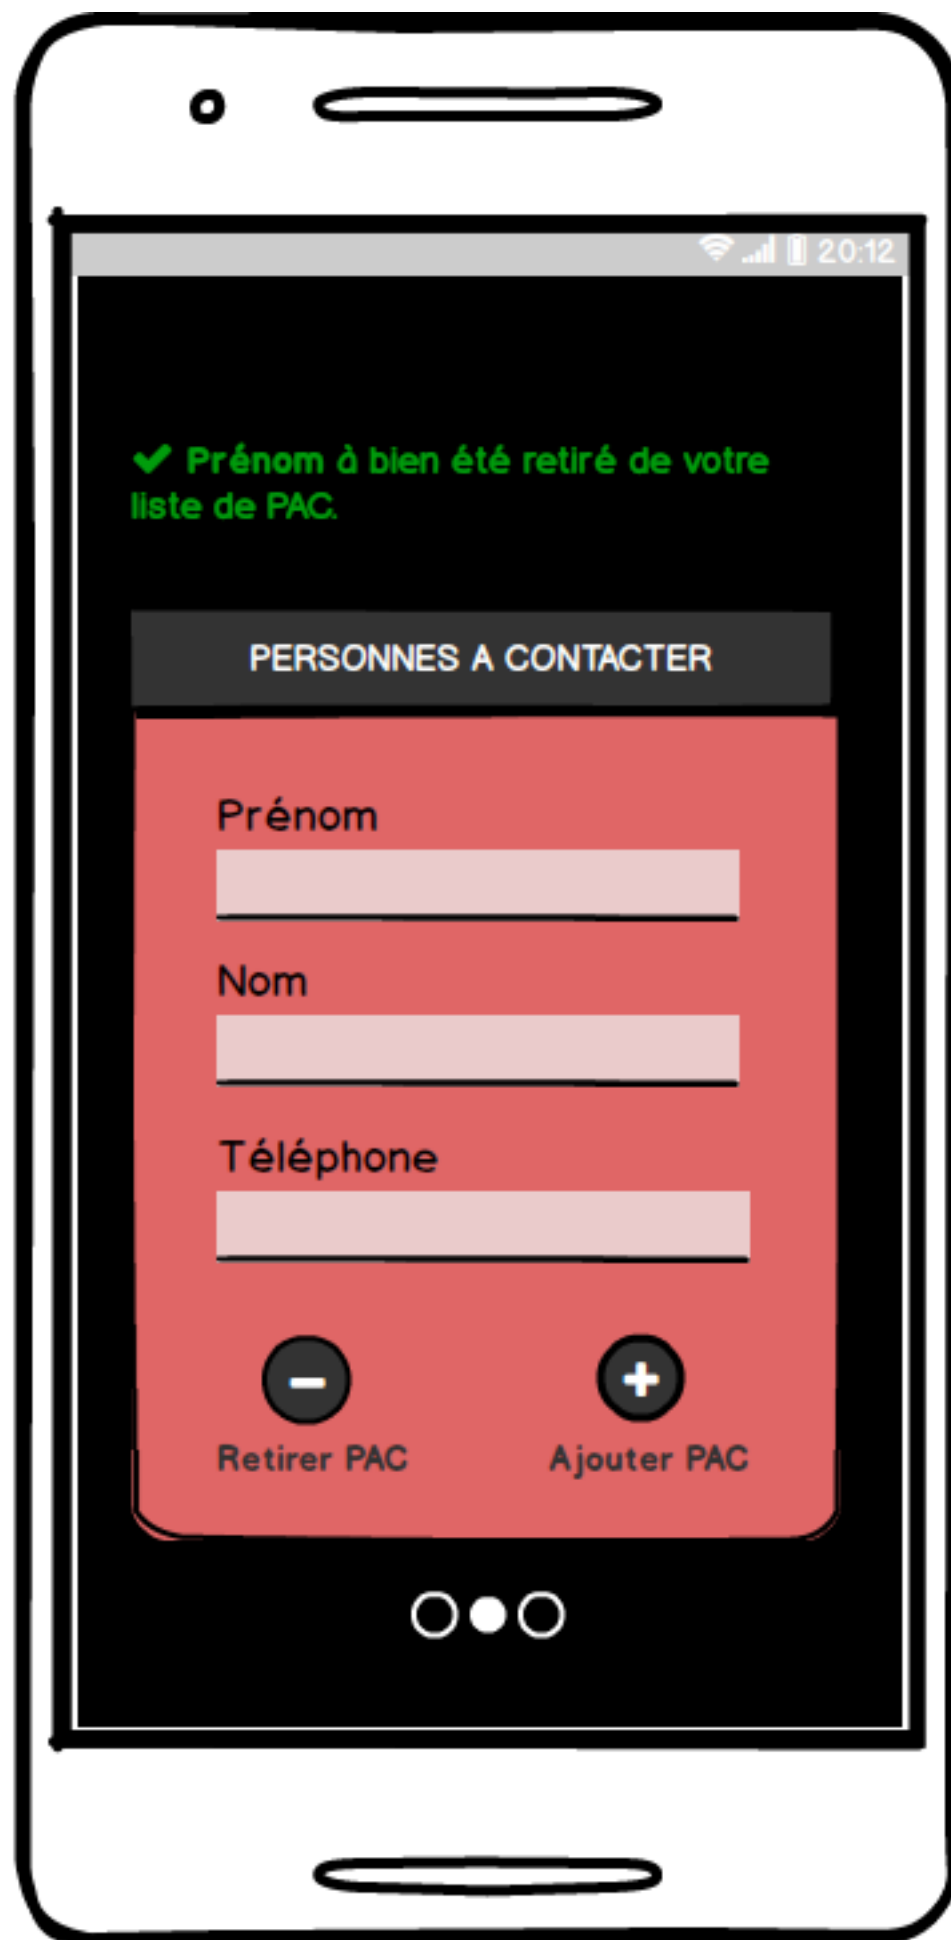 20:12
✔ Prénom à bien été retiré de votre
liste de PAC.
PERSONNES A CONTACTER
Prénom
Nom
Téléphone
Retirer PAC
Ajouter PAC